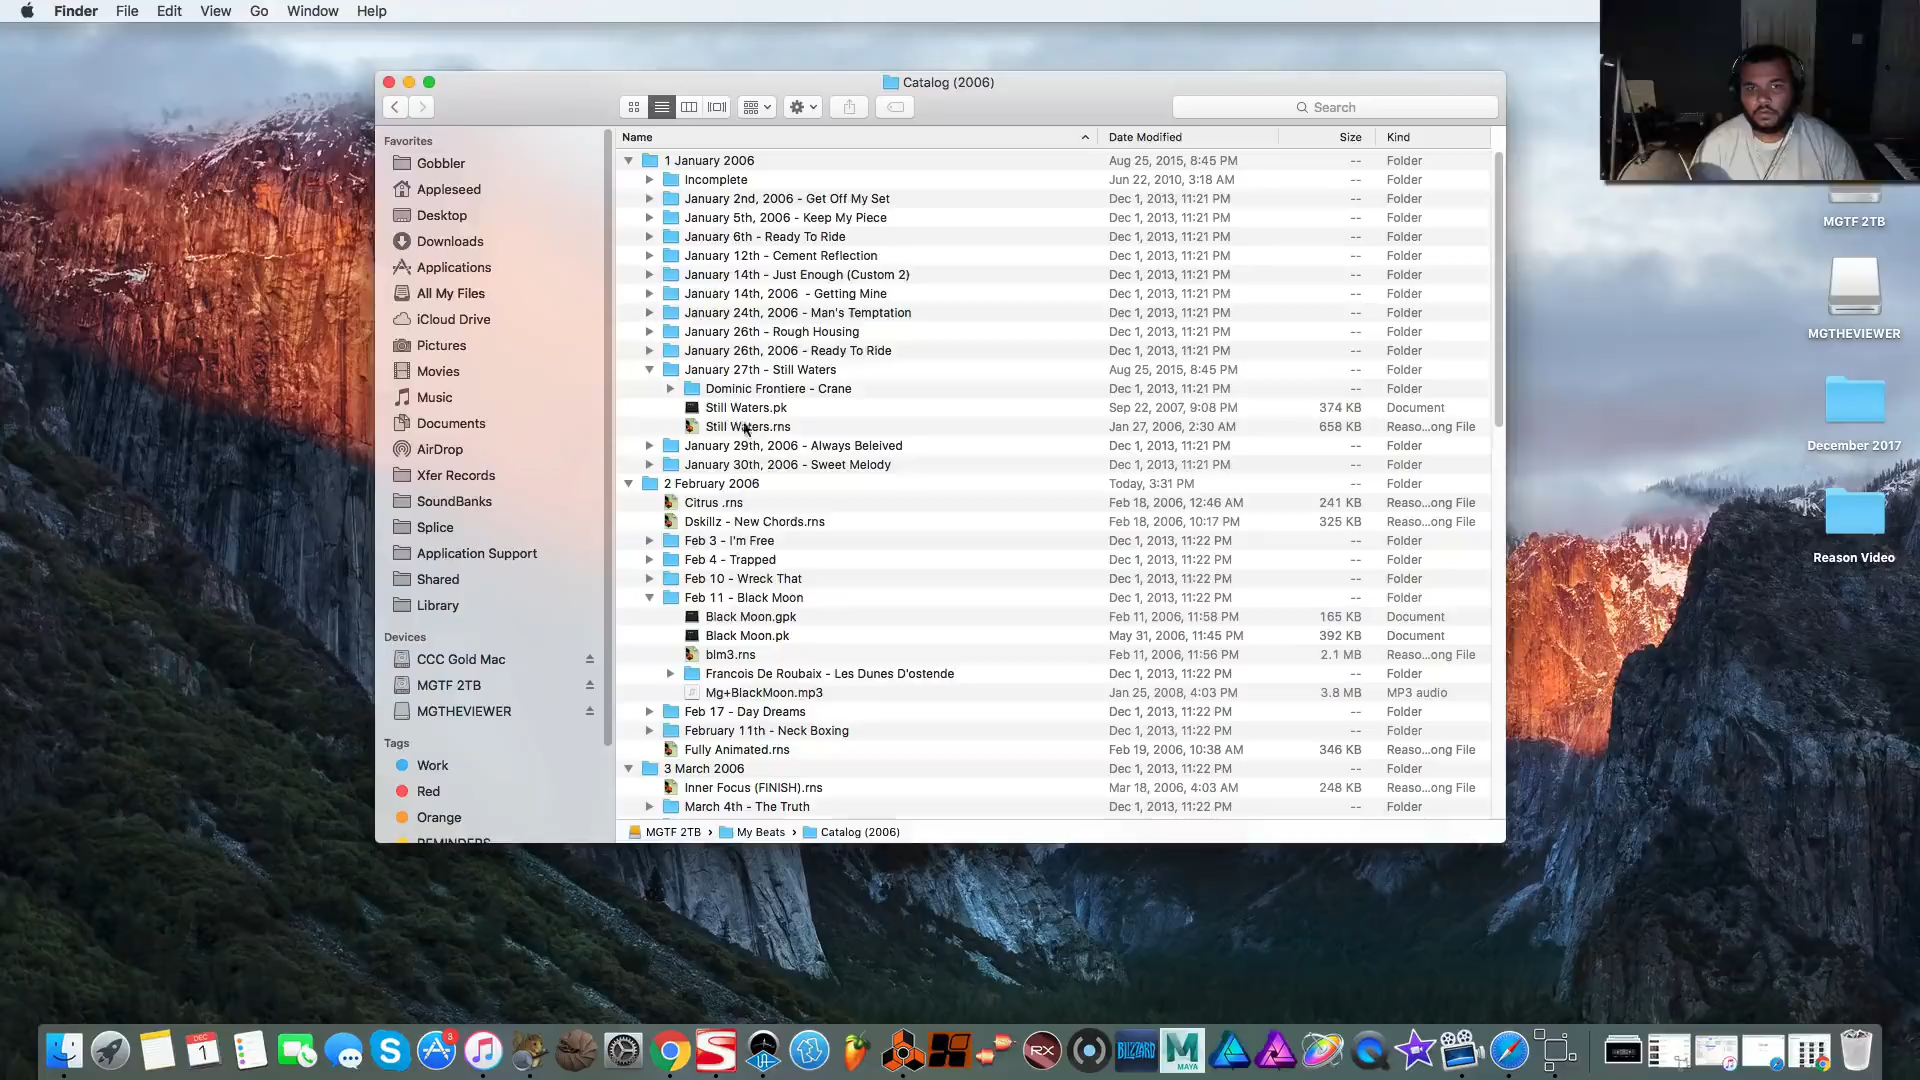 Finder File Edit View Go Window Help
Catalog (2006)
Search
Favorites
Gobbler
Appleseed
Desktop
Downloads
Applications
All My Files
iCloud Drive
Pictures
Movies
Music
Documents
AirDrop
Xfer Records
SoundBanks
Splice
Application Support
Shared
Library
Devices
CCC Gold Mac
MGTF 2TB
MGTHEVIEWER
Tags
Work
Red
Orange
REMINDERS
Name Date Modified Size Kind
1 January 2006 Aug 25, 2015, 8:45 PM -- Folder
Incomplete Jun 22, 2010, 3:18 AM -- Folder
January 2nd, 2006 - Get Off My Set Dec 1, 2013, 11:21 PM -- Folder
January 5th, 2006 - Keep My Piece Dec 1, 2013, 11:21 PM -- Folder
January 6th - Ready To Ride Dec 1, 2013, 11:21 PM -- Folder
January 12th - Cement Reflection Dec 1, 2013, 11:21 PM -- Folder
January 14th - Just Enough (Custom 2) Dec 1, 2013, 11:21 PM -- Folder
January 14th, 2006 - Getting Mine Dec 1, 2013, 11:21 PM -- Folder
January 24th, 2006 - Man's Temptation Dec 1, 2013, 11:21 PM -- Folder
January 26th - Rough Housing Dec 1, 2013, 11:21 PM -- Folder
January 26th, 2006 - Ready To Ride Dec 1, 2013, 11:21 PM -- Folder
January 27th - Still Waters Aug 25, 2015, 8:45 PM -- Folder
Dominic Frontiere - Crane Dec 1, 2013, 11:21 PM -- Folder
Still Waters.pk Sep 22, 2007, 9:08 PM 374 KB Document
Still Waters.rns Jan 27, 2006, 2:30 AM 658 KB Reaso...ong File
January 29th, 2006 - Always Beleived Dec 1, 2013, 11:21 PM -- Folder
January 30th, 2006 - Sweet Melody Dec 1, 2013, 11:21 PM -- Folder
2 February 2006 Today, 3:31 PM -- Folder
Citrus .rns Feb 18, 2006, 12:46 AM 241 KB Reaso...ong File
Dskillz - New Chords.rns Feb 18, 2006, 10:17 PM 325 KB Reaso...ong File
Feb 3 - I'm Free Dec 1, 2013, 11:22 PM -- Folder
Feb 4 - Trapped Dec 1, 2013, 11:22 PM -- Folder
Feb 10 - Wreck That Dec 1, 2013, 11:22 PM -- Folder
Feb 11 - Black Moon Dec 1, 2013, 11:22 PM -- Folder
Black Moon.gpk Feb 11, 2006, 11:58 PM 165 KB Document
Black Moon.pk May 31, 2006, 11:45 PM 392 KB Document
blm3.rns Feb 11, 2006, 11:56 PM 2.1 MB Reaso...ong File
Francois De Roubaix - Les Dunes D'ostende Dec 1, 2013, 11:22 PM -- Folder
Mg+BlackMoon.mp3 Jan 25, 2008, 4:03 PM 3.8 MB MP3 audio
Feb 17 - Day Dreams Dec 1, 2013, 11:22 PM -- Folder
February 11th - Neck Boxing Dec 1, 2013, 11:22 PM -- Folder
Fully Animated.rns Feb 19, 2006, 10:38 AM 346 KB Reaso...ong File
3 March 2006 Dec 1, 2013, 11:22 PM -- Folder
Inner Focus (FINISH).rns Mar 18, 2006, 4:03 AM 248 KB Reaso...ong File
March 4th - The Truth Dec 1, 2013, 11:22 PM -- Folder
MGTF 2TB › My Beats › Catalog (2006)
MGTF 2TB
MGTHEVIEWER
December 2017
Reason Video
DEC
1
3
RX
BLIZZARD
MAYA